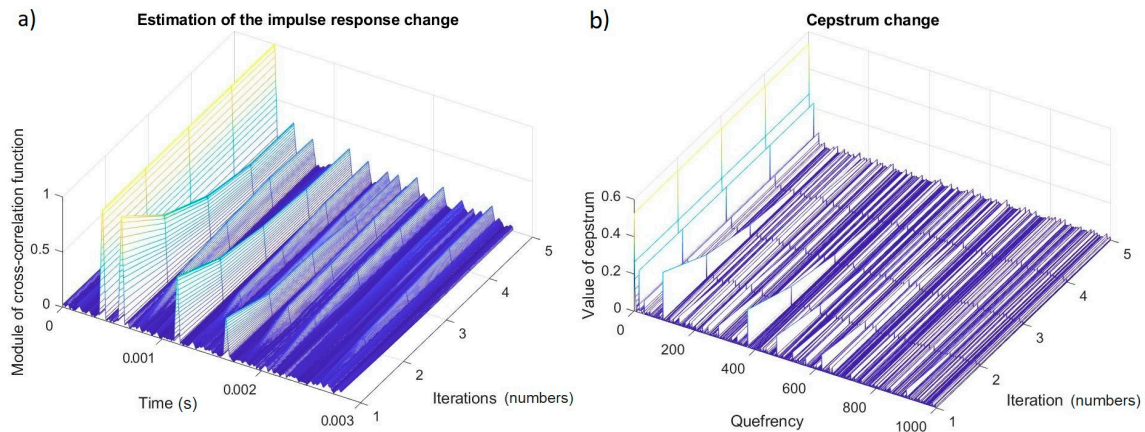 a)
Estimation of the impulse response change
Module of cross-correlation function
1
0.5
0
0
0.001
0.002
0.003
Time (s)
1
2
3
4
5
Iterations (numbers)
b)
Cepstrum change
Value of cepstrum
0.6
0.4
0.2
0
0
200
400
600
800
1000
Quefrency
1
2
3
4
5
Iteration (numbers)